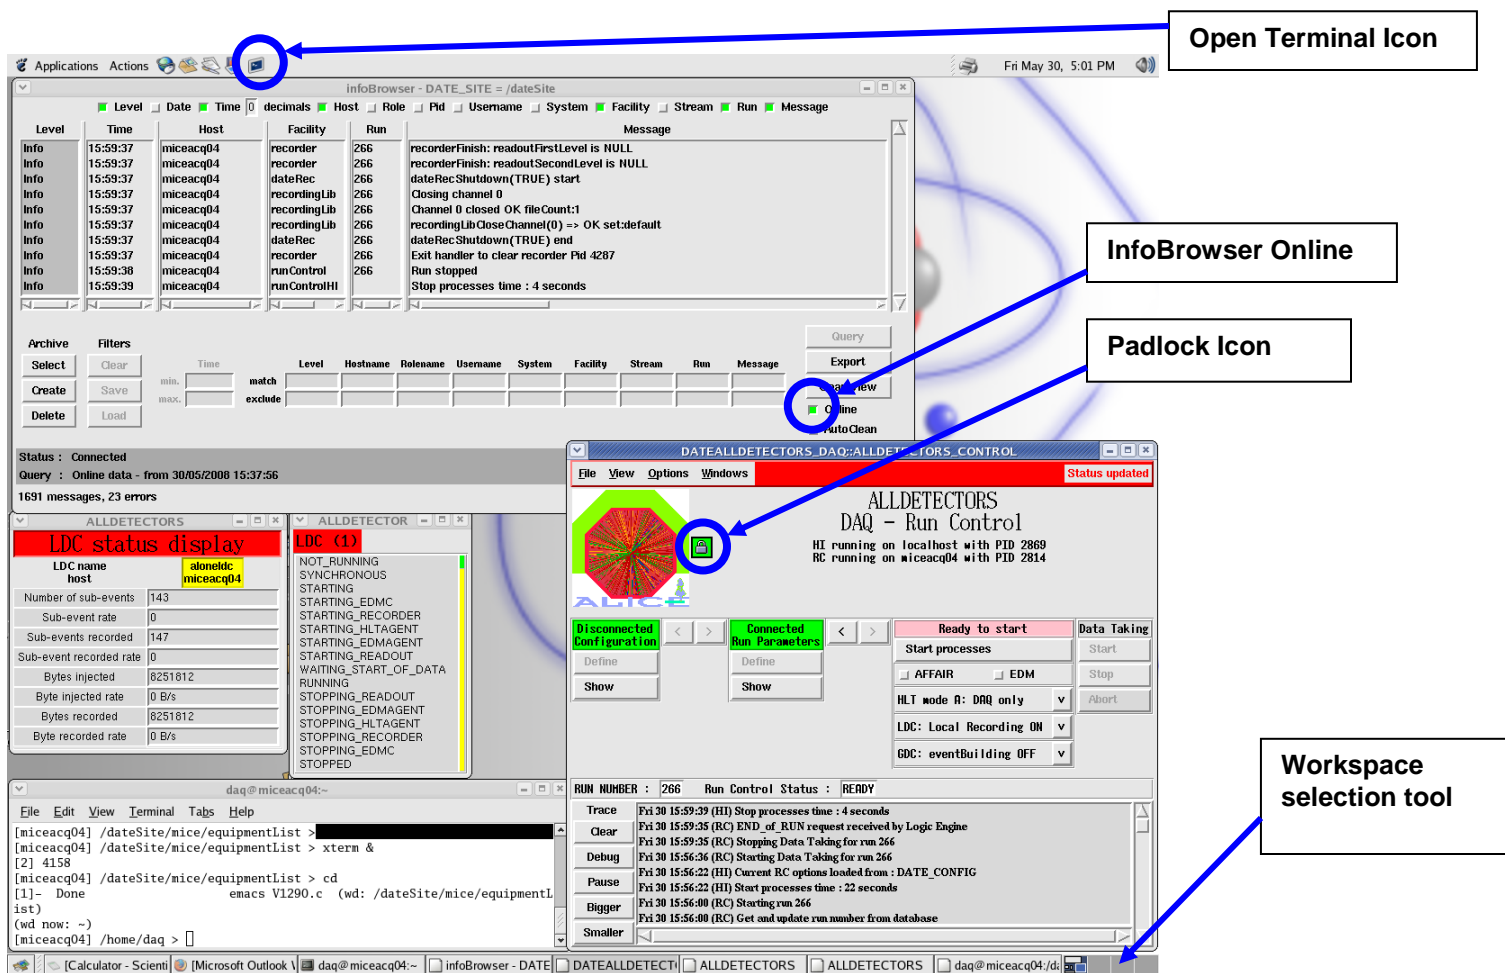 Open Terminal Icon
Applications Actions
Fri May 30, 5:01 PM
infoBrowser - DATE_SITE = /dateSite
Level Date Time 0 decimals Host Role Pid Username System Facility Stream Run Message
Level Time Host Facility Run Message
Info 15:59:37 miceacq04 recorder 266 recorderFinish: readoutFirstLevel is NULL
Info 15:59:37 miceacq04 recorder 266 recorderFinish: readoutSecondLevel is NULL
Info 15:59:37 miceacq04 dateRec 266 dateRecShutdown(TRUE) start
Info 15:59:37 miceacq04 recordingLib 266 Closing channel 0
Info 15:59:37 miceacq04 recordingLib 266 Channel 0 closed OK fileCount:1
Info 15:59:37 miceacq04 recordingLib 266 recordingLibCloseChannel(0) => OK set:default
Info 15:59:37 miceacq04 dateRec 266 dateRecShutdown(TRUE) end
Info 15:59:37 miceacq04 recorder 266 Exit handler to clear recorder Pid 4287
Info 15:59:38 miceacq04 runControl 266 Run stopped
Info 15:59:39 miceacq04 runControlHI Stop processes time : 4 seconds
InfoBrowser Online
Padlock Icon
Archive Filters
Query
Select Clear Time Level Hostname Rolename Username System Facility Stream Run Message Export
Create Save min. match
Delete Load max. exclude
Online
AutoClean
Status : Connected
Query : Online data - from 30/05/2008 15:37:56
1691 messages, 23 errors
ALLDETECTORS
LDC status display
LDC name aloneldc
host miceacq04
Number of sub-events 143
Sub-event rate 0
Sub-events recorded 147
Sub-event recorded rate 0
Bytes injected 8251812
Byte injected rate 0 B/s
Bytes recorded 8251812
Byte recorded rate 0 B/s
ALLDETECTOR
LDC (1)
NOT_RUNNING
SYNCHRONOUS
STARTING
STARTING_EDMC
STARTING_RECORDER
STARTING_HLTAGENT
STARTING_EDMAGENT
STARTING_READOUT
WAITING_START_OF_DATA
RUNNING
STOPPING_READOUT
STOPPING_EDMAGENT
STOPPING_HLTAGENT
STOPPING_RECORDER
STOPPING_EDMC
STOPPED
DATEALLDETECTORS_DAQ::ALLDETECTORS_CONTROL
File View Options Windows
Status updated
ALLDETECTORS
DAQ - Run Control
HI running on localhost with PID 2869
RC running on miceacq04 with PID 2814
ALICE
Disconnected Configuration
< >
Connected Run Parameters
< >
Ready to start
Data Taking
Define
Show
Define
Show
Start processes
AFFAIR EDM
HLT mode A: DAQ only v
LDC: Local Recording ON v
GDC: eventBuilding OFF v
Start
Stop
Abort
Workspace
selection tool
RUN NUMBER : 266 Run Control Status : READY
Trace
Clear
Debug
Pause
Bigger
Smaller
Fri 30 15:59:39 (HI) Stop processes time : 4 seconds
Fri 30 15:59:35 (RC) END_of_RUN request received by Logic Engine
Fri 30 15:59:35 (RC) Stopping Data Taking for run 266
Fri 30 15:56:36 (RC) Starting Data Taking for run 266
Fri 30 15:56:22 (HI) Current RC options loaded from : DATE_CONFIG
Fri 30 15:56:22 (HI) Start processes time : 22 seconds
Fri 30 15:56:00 (RC) Starting run 266
Fri 30 15:56:00 (RC) Get and update run number from database
daq@miceacq04:~
File Edit View Terminal Tabs Help
[miceacq04] /dateSite/mice/equipmentList >
[miceacq04] /dateSite/mice/equipmentList > xterm &
[2] 4158
[miceacq04] /dateSite/mice/equipmentList > cd
[1]- Done emacs V1290.c (wd: /dateSite/mice/equipmentL
ist)
(wd now: ~)
[miceacq04] /home/daq >
[Calculator - Scienti [Microsoft Outlook \ daq@miceacq04:~ infoBrowser - DATE DATEALLDETECT ALLDETECTORS ALLDETECTORS daq@miceacq04:/da